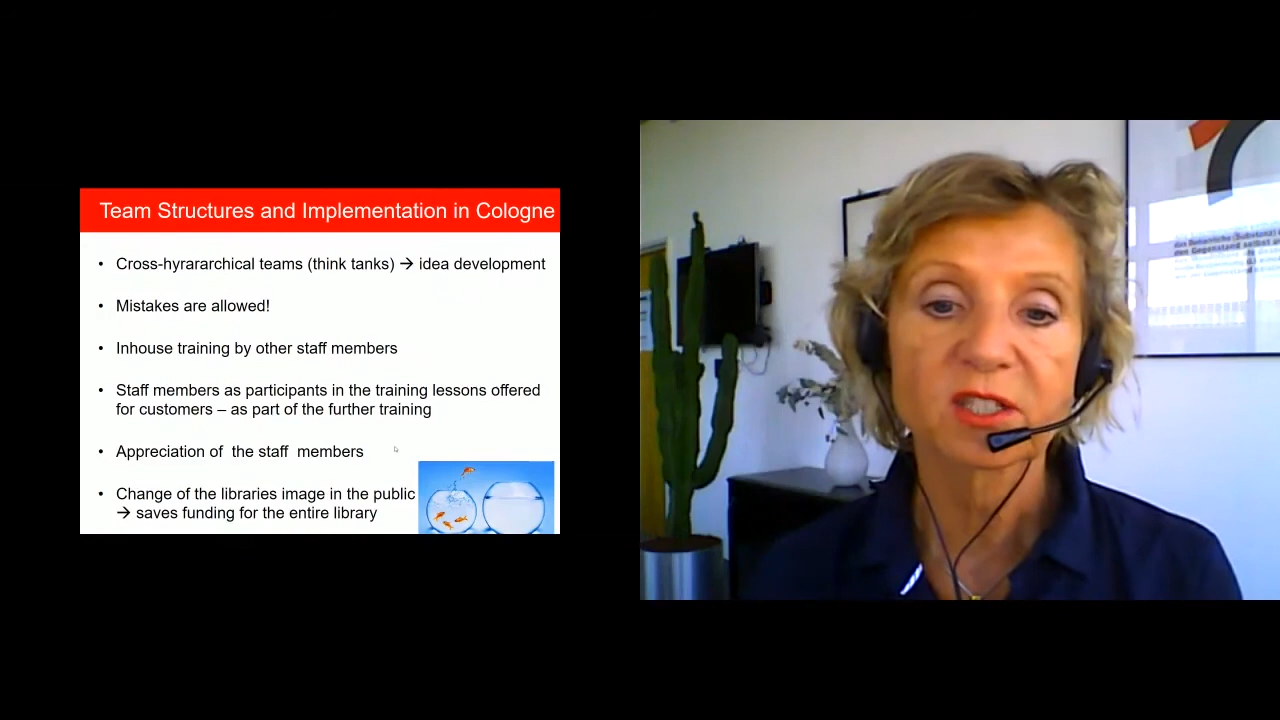 Team Structures and Implementation in Cologne
• Cross-hyrararchical teams (think tanks) → idea development
• Mistakes are allowed!
• Inhouse training by other staff members
• Staff members as participants in the training lessons offered
for customers – as part of the further training
• Appreciation of the staff members
• Change of the libraries image in the public
→ saves funding for the entire library
den Gegenstand selbst